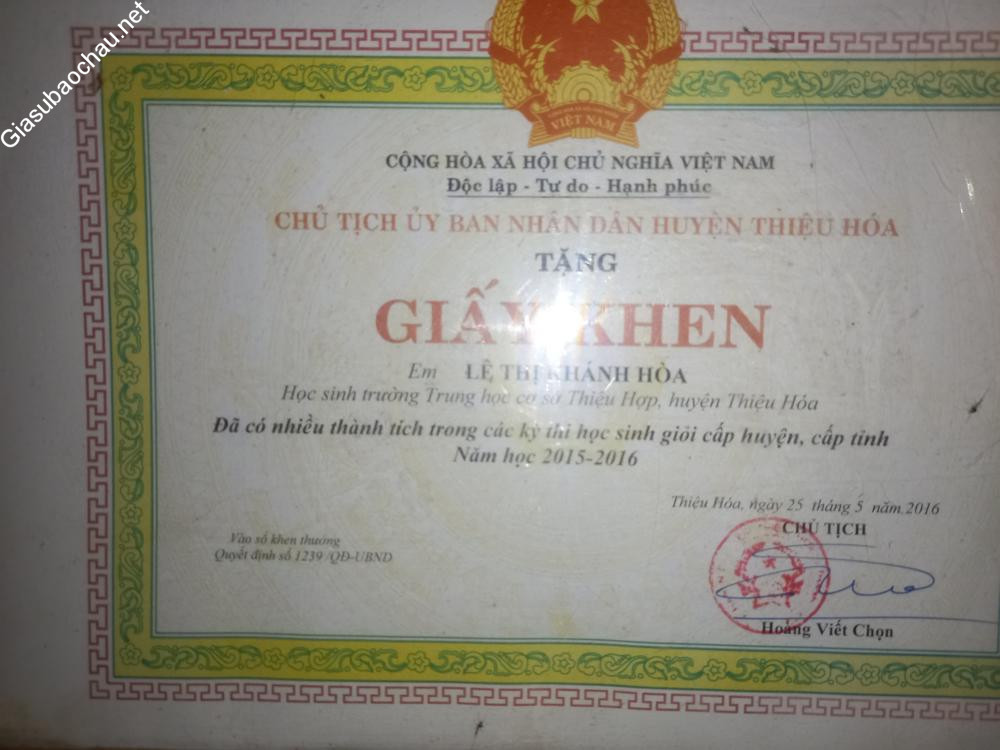 Giasubaochau.net
VIỆT NAM
CỘNG HÒA XÃ HỘI CHỦ NGHĨA VIỆT NAM
Độc lập - Tự do - Hạnh phúc
CHỦ TỊCH ỦY BAN NHÂN DÂN HUYỆN THIỆU HÓA
TẶNG
GIẤY KHEN
Em LÊ THỊ KHÁNH HÒA
Học sinh trường Trung học cơ sở Thiệu Hợp, huyện Thiệu Hóa
Đã có nhiều thành tích trong các kỳ thi học sinh giỏi cấp huyện, cấp tỉnh
Năm học 2015-2016
Thiệu Hóa, ngày 25 tháng 5 năm 2016
CHỦ TỊCH
Vào sổ khen thưởng
Quyết định số 1239 /QĐ-UBND
Hoàng Viết Chọn